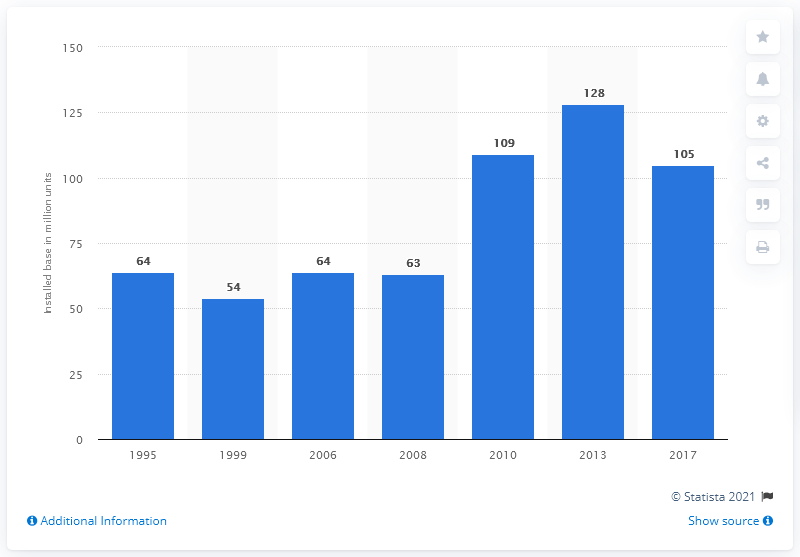 150
125
100
75
50
25
0
Installed base in million units
64
54
64
63
109
128
105
1995 1999 2006 2008 2010 2013 2017
© Statista 2021
Additional Information
Show source